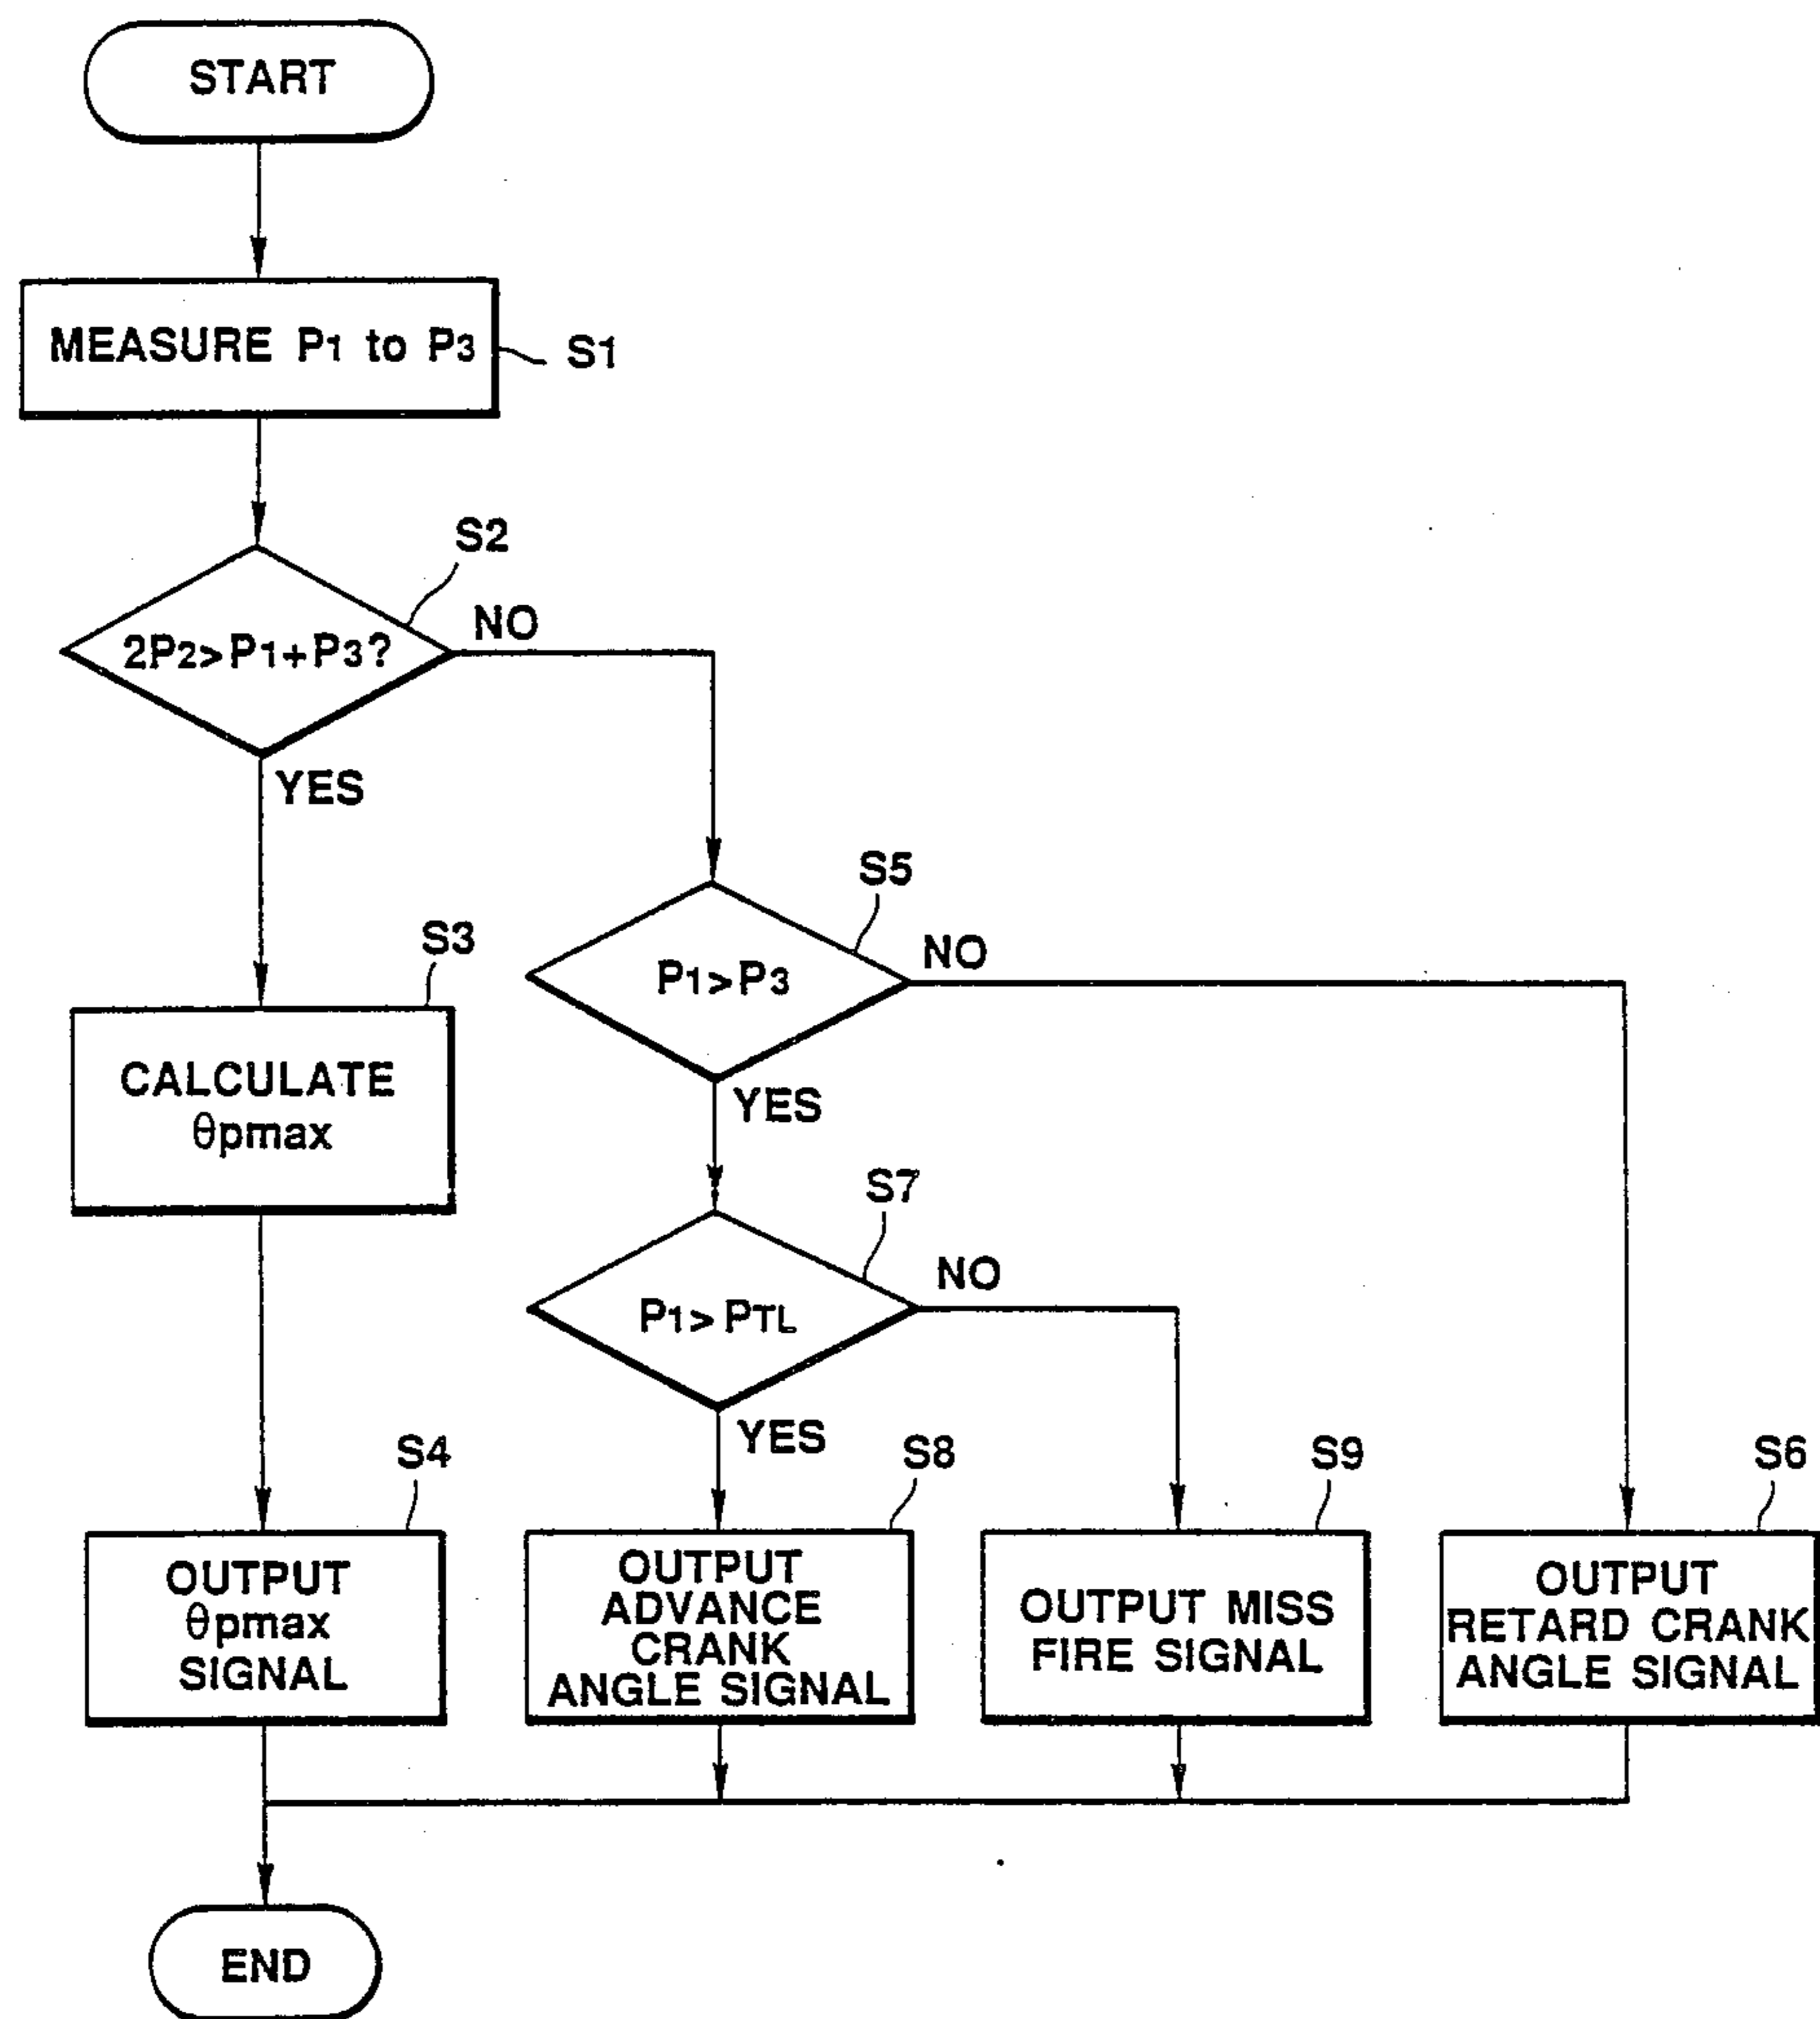 START
MEASURE P1 to P3
S1
S2
2P2>P1+P3?
NO
YES
S5
P1>P3
NO
YES
S3
CALCULATE
θpmax
S7
P1>PTL
NO
YES
S4
OUTPUT
θpmax
SIGNAL
S8
OUTPUT
ADVANCE
CRANK
ANGLE SIGNAL
S9
OUTPUT MISS
FIRE SIGNAL
S6
OUTPUT
RETARD CRANK
ANGLE SIGNAL
END